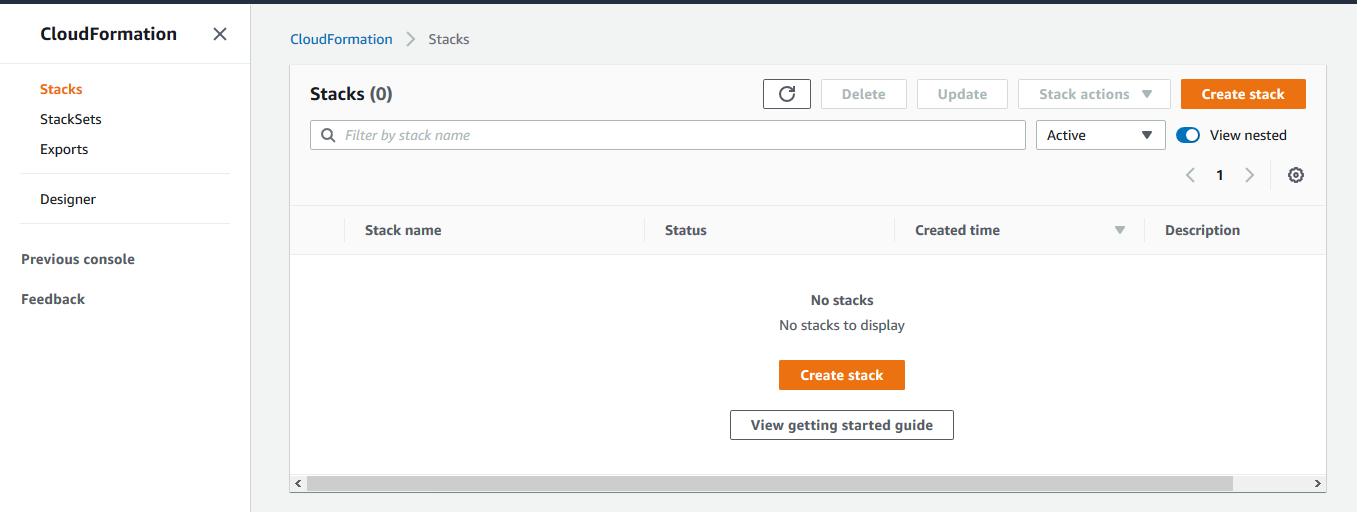 CloudFormation
Stacks
StackSets
Exports
Designer
Previous console
Feedback
CloudFormation Stacks
Stacks (0) Delete Update Stack actions Create stack
Filter by stack name Active View nested
1
Stack name Status Created time Description
No stacks
No stacks to display
Create stack
View getting started guide